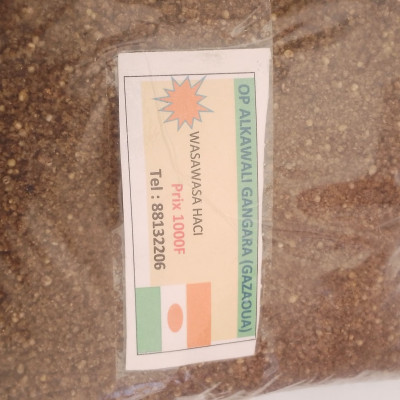 OP ALKAWALI GANGARA (GAZAOUA)
WASAWASA HACI
Prix 1000F
Tel : 88132206